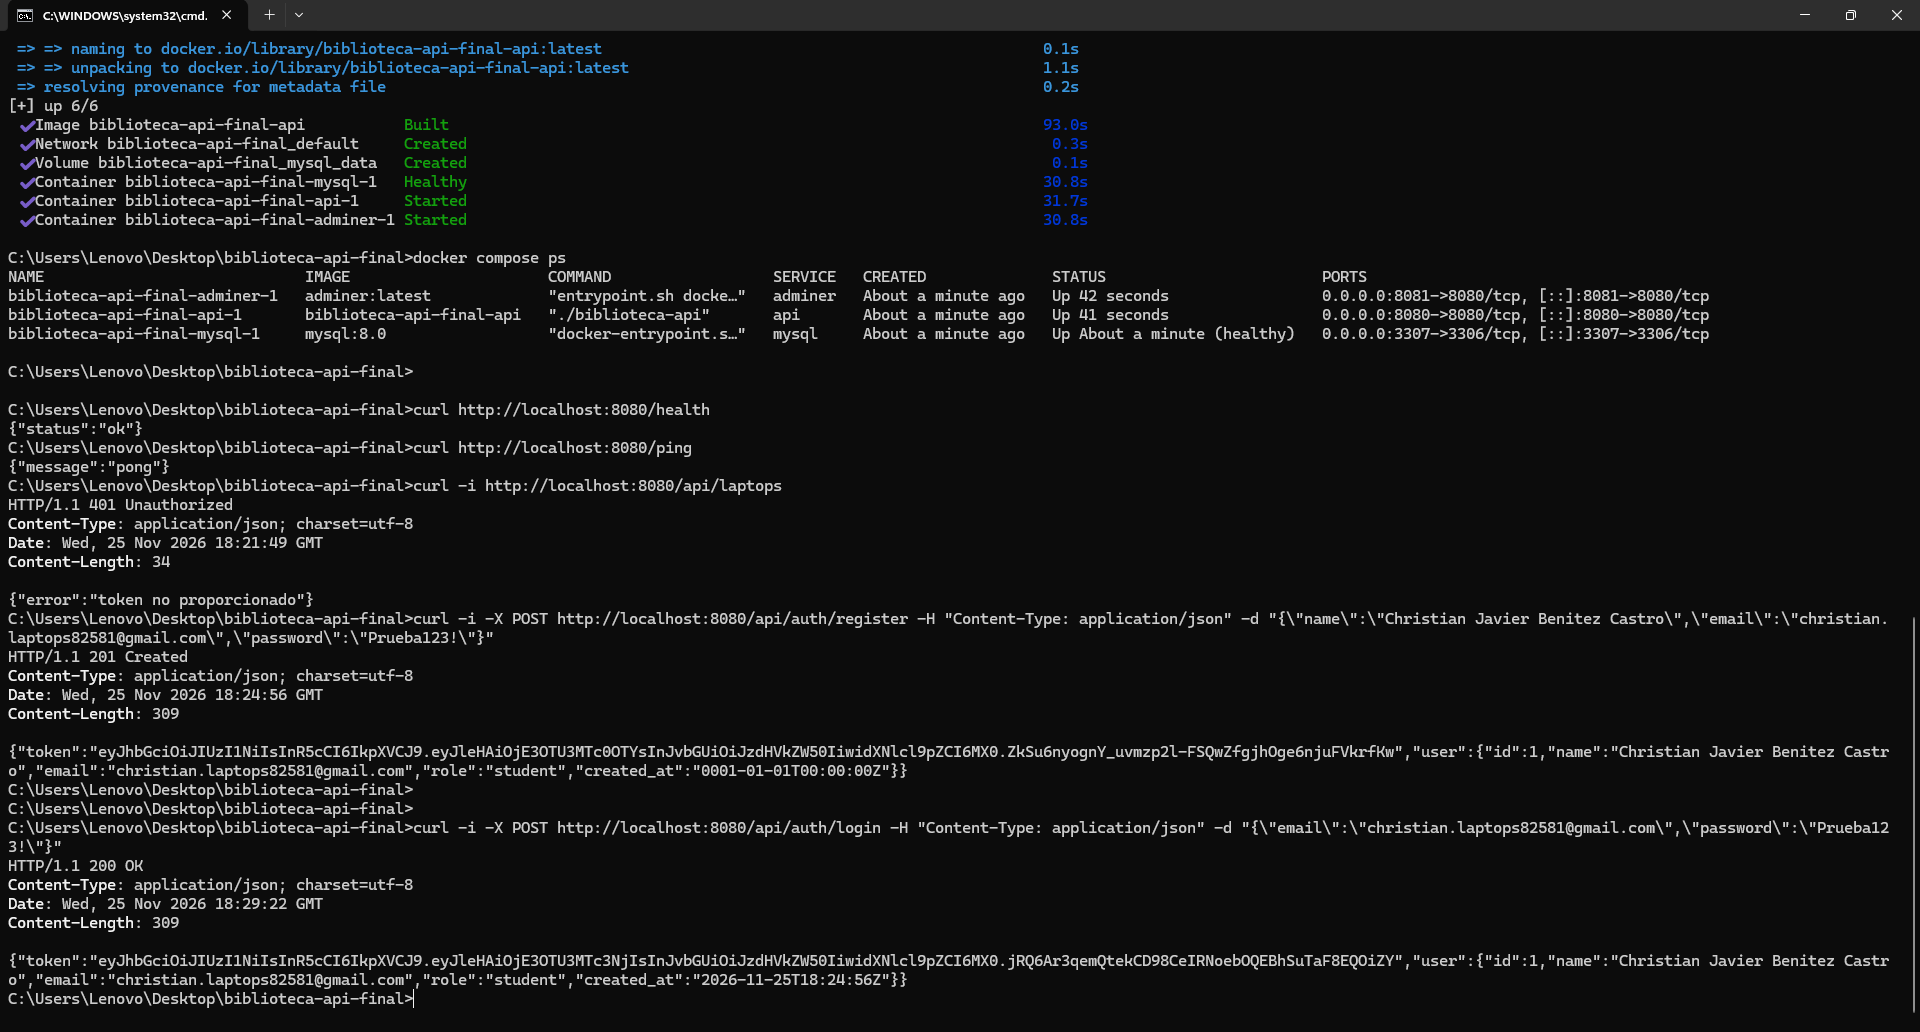 C:\WINDOWS\system32\cmd.
=> => naming to docker.io/library/biblioteca-api-final-api:latest 0.1s
=> => unpacking to docker.io/library/biblioteca-api-final-api:latest 1.1s
=> resolving provenance for metadata file 0.2s
[+] up 6/6
Image biblioteca-api-final-api Built 93.0s
Network biblioteca-api-final_default Created 0.3s
Volume biblioteca-api-final_mysql_data Created 0.1s
Container biblioteca-api-final-mysql-1 Healthy 30.8s
Container biblioteca-api-final-api-1 Started 31.7s
Container biblioteca-api-final-adminer-1 Started 30.8s
C:\Users\Lenovo\Desktop\biblioteca-api-final>docker compose ps
NAME IMAGE COMMAND SERVICE CREATED STATUS PORTS
biblioteca-api-final-adminer-1 adminer:latest "entrypoint.sh docke…" adminer About a minute ago Up 42 seconds 0.0.0.0:8081->8080/tcp, [::]:8081->8080/tcp
biblioteca-api-final-api-1 biblioteca-api-final-api "./biblioteca-api" api About a minute ago Up 41 seconds 0.0.0.0:8080->8080/tcp, [::]:8080->8080/tcp
biblioteca-api-final-mysql-1 mysql:8.0 "docker-entrypoint.s…" mysql About a minute ago Up About a minute (healthy) 0.0.0.0:3307->3306/tcp, [::]:3307->3306/tcp
C:\Users\Lenovo\Desktop\biblioteca-api-final>
C:\Users\Lenovo\Desktop\biblioteca-api-final>curl http://localhost:8080/health
{"status":"ok"}
C:\Users\Lenovo\Desktop\biblioteca-api-final>curl http://localhost:8080/ping
{"message":"pong"}
C:\Users\Lenovo\Desktop\biblioteca-api-final>curl -i http://localhost:8080/api/laptops
HTTP/1.1 401 Unauthorized
Content-Type: application/json; charset=utf-8
Date: Wed, 25 Nov 2026 18:21:49 GMT
Content-Length: 34
{"error":"token no proporcionado"}
C:\Users\Lenovo\Desktop\biblioteca-api-final>curl -i -X POST http://localhost:8080/api/auth/register -H "Content-Type: application/json" -d "{\"name\":\"Christian Javier Benitez Castro\",\"email\":\"christian.
laptops82581@gmail.com\",\"password\":\"Prueba123!\"}"
HTTP/1.1 201 Created
Content-Type: application/json; charset=utf-8
Date: Wed, 25 Nov 2026 18:24:56 GMT
Content-Length: 309
{"token":"eyJhbGciOiJIUzI1NiIsInR5cCI6IkpXVCJ9.eyJleHAiOjE3OTU3MTc0OTYsInJvbGUiOiJzdHVkZW50IiwidXNlcl9pZCI6MX0.ZkSu6nyognY_uvmzp2l-FSQwZfgjhOge6njuFVkrfKw","user":{"id":1,"name":"Christian Javier Benitez Castr
o","email":"christian.laptops82581@gmail.com","role":"student","created_at":"0001-01-01T00:00:00Z"}}
C:\Users\Lenovo\Desktop\biblioteca-api-final>
C:\Users\Lenovo\Desktop\biblioteca-api-final>
C:\Users\Lenovo\Desktop\biblioteca-api-final>curl -i -X POST http://localhost:8080/api/auth/login -H "Content-Type: application/json" -d "{\"email\":\"christian.laptops82581@gmail.com\",\"password\":\"Prueba12
3!\"}"
HTTP/1.1 200 OK
Content-Type: application/json; charset=utf-8
Date: Wed, 25 Nov 2026 18:29:22 GMT
Content-Length: 309
{"token":"eyJhbGciOiJIUzI1NiIsInR5cCI6IkpXVCJ9.eyJleHAiOjE3OTU3MTc3NjIsInJvbGUiOiJzdHVkZW50IiwidXNlcl9pZCI6MX0.jRQ6Ar3qemQtekCD98CeIRNoebOQEBhSuTaF8EQOiZY","user":{"id":1,"name":"Christian Javier Benitez Castr
o","email":"christian.laptops82581@gmail.com","role":"student","created_at":"2026-11-25T18:24:56Z"}}
C:\Users\Lenovo\Desktop\biblioteca-api-final>